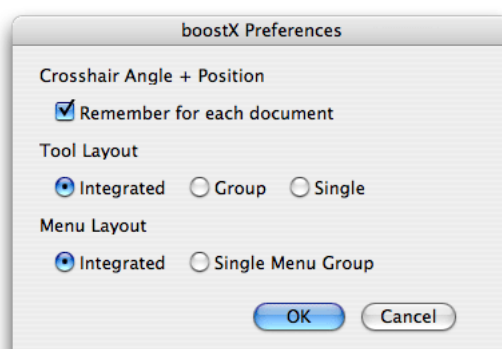 boostX Preferences
Crosshair Angle + Position
Remember for each document
Tool Layout
Integrated Group Single
Menu Layout
Integrated Single Menu Group
OK Cancel